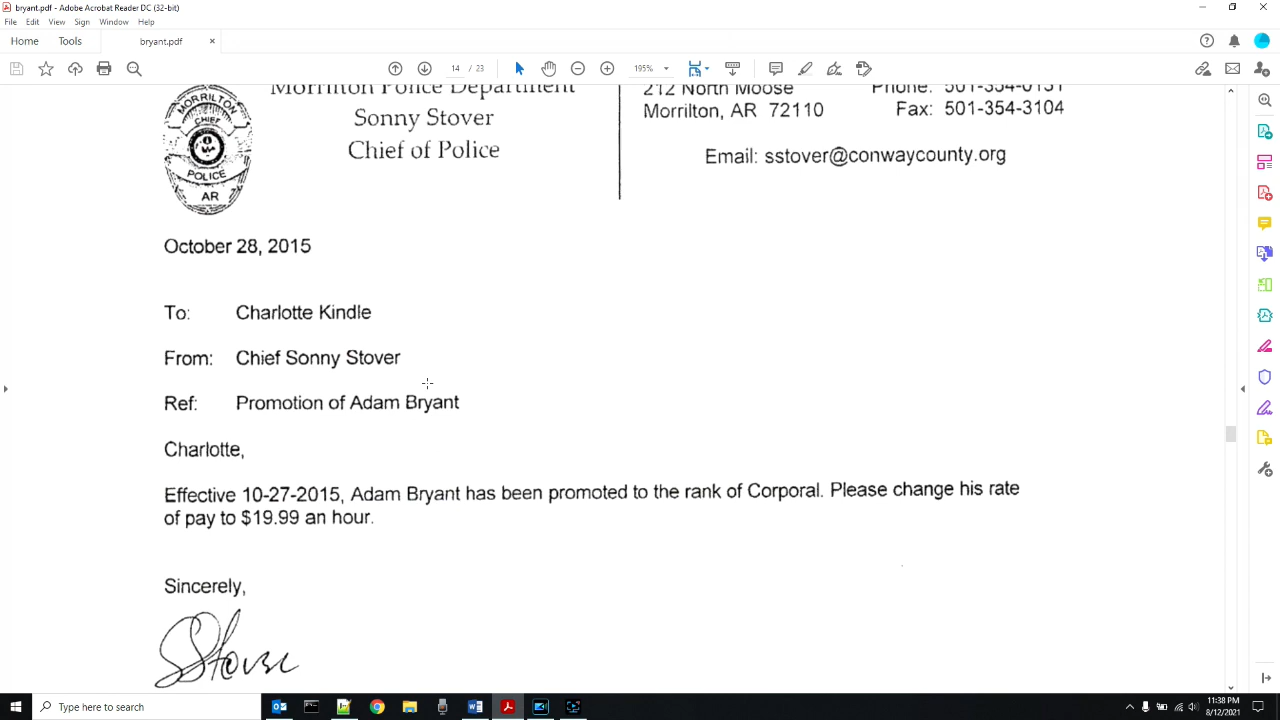 bryant.pdf - Adobe Acrobat Reader DC (32-bit)
File Edit View Sign Window Help
Home Tools bryant.pdf ×
14 / 23 195%
Morrilton Police Department
Sonny Stover
Chief of Police
212 North Moose
Morrilton, AR 72110
Phone: 501-354-0131
Fax: 501-354-3104
Email: sstover@conwaycounty.org
MORRILTON
CHIEF
POLICE
AR
October 28, 2015
To: Charlotte Kindle
From: Chief Sonny Stover
Ref: Promotion of Adam Bryant
Charlotte,
Effective 10-27-2015, Adam Bryant has been promoted to the rank of Corporal. Please change his rate
of pay to $19.99 an hour.
Sincerely,
SStover
Type here to search
11:38 PM
8/12/2021